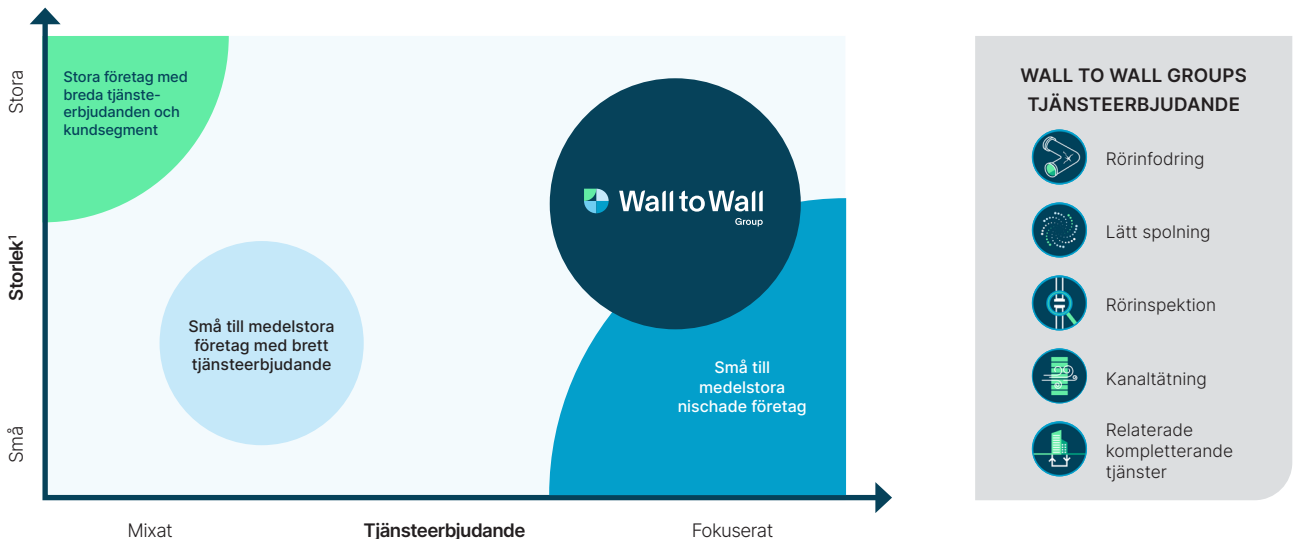 Stora
Storlek¹
Små
Stora företag med
breda tjänste-
erbjudanden och
kundsegment
Wall to Wall
Group
Små till medelstora
företag med brett
tjänsteerbjudande
Små till
medelstora
nischade företag
Mixat
Tjänsteerbjudande
Fokuserat
WALL TO WALL GROUPS
TJÄNSTEERBJUDANDE
Rörinfodring
Lätt spolning
Rörinspektion
Kanaltätning
Relaterade
kompletterande
tjänster